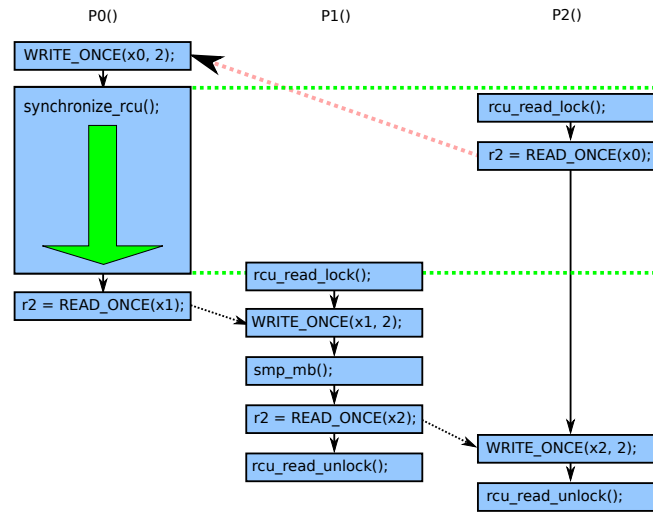 P0()
P1()
P2()
WRITE_ONCE(x0, 2);
synchronize_rcu();
rcu_read_lock();
r2 = READ_ONCE(x0);
rcu_read_lock();
r2 = READ_ONCE(x1);
WRITE_ONCE(x1, 2);
smp_mb();
r2 = READ_ONCE(x2);
WRITE_ONCE(x2, 2);
rcu_read_unlock();
rcu_read_unlock();